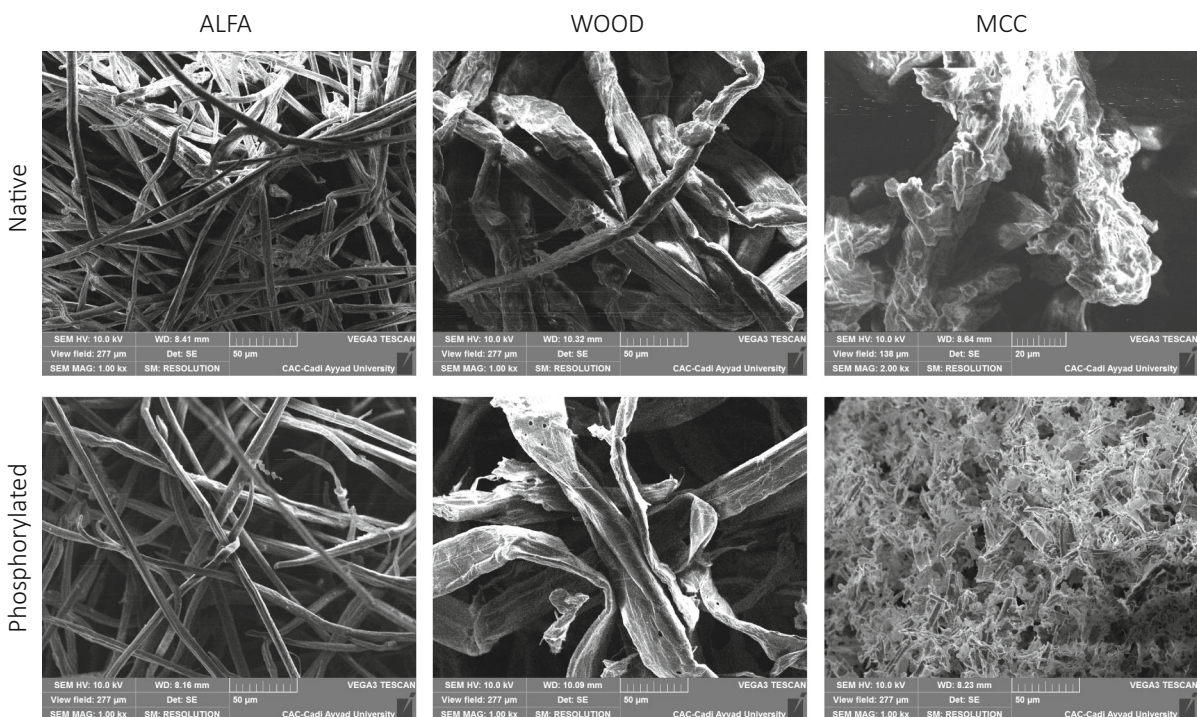 ALFA WOOD MCC
Native
SEM HV: 10.0 kV WD: 8.41 mm VEGA3 TESCAN
View field: 277 µm Det: SE 50 µm
SEM MAG: 1.00 kx SM: RESOLUTION CAC-Cadi Ayyad University
SEM HV: 10.0 kV WD: 10.32 mm VEGA3 TESCAN
View field: 277 µm Det: SE 50 µm
SEM MAG: 1.00 kx SM: RESOLUTION CAC-Cadi Ayyad University
SEM HV: 10.0 kV WD: 8.64 mm VEGA3 TESCAN
View field: 138 µm Det: SE 20 µm
SEM MAG: 2.00 kx SM: RESOLUTION CAC-Cadi Ayyad University
Phosphorylated
SEM HV: 10.0 kV WD: 8.16 mm VEGA3 TESCAN
View field: 277 µm Det: SE 50 µm
SEM MAG: 1.00 kx SM: RESOLUTION CAC-Cadi Ayyad University
SEM HV: 10.0 kV WD: 10.09 mm VEGA3 TESCAN
View field: 277 µm Det: SE 50 µm
SEM MAG: 1.00 kx SM: RESOLUTION CAC-Cadi Ayyad University
SEM HV: 10.0 kV WD: 8.23 mm VEGA3 TESCAN
View field: 277 µm Det: SE 50 µm
SEM MAG: 1.00 kx SM: RESOLUTION CAC-Cadi Ayyad University